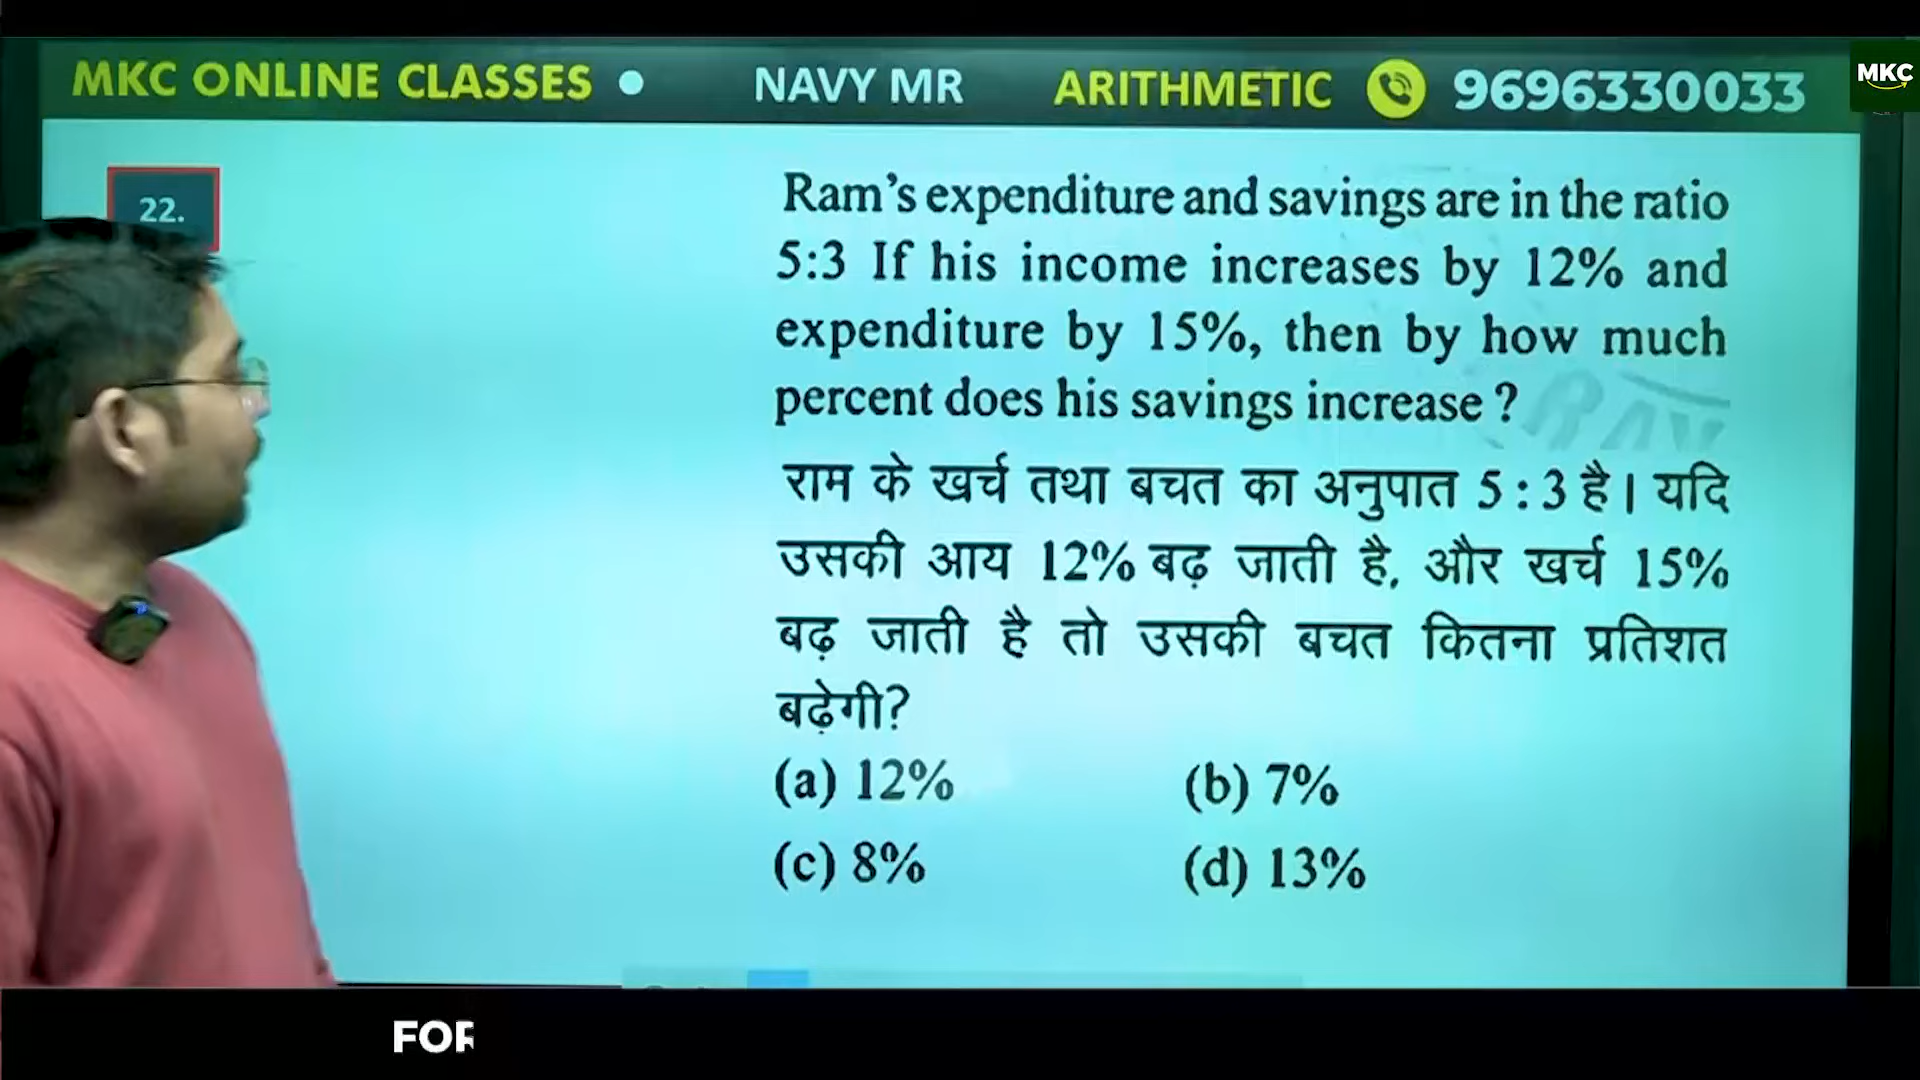 MKC ONLINE CLASSES • NAVY MR ARITHMETIC 9696330033
MKC
22.
Ram's expenditure and savings are in the ratio
5:3 If his income increases by 12% and
expenditure by 15%, then by how much
percent does his savings increase ?
राम के खर्च तथा बचत का अनुपात 5 : 3 है। यदि
उसकी आय 12% बढ़ जाती है, और खर्च 15%
बढ़ जाती है तो उसकी बचत कितना प्रतिशत
बढ़ेगी?
(a) 12% (b) 7%
(c) 8% (d) 13%
FOR